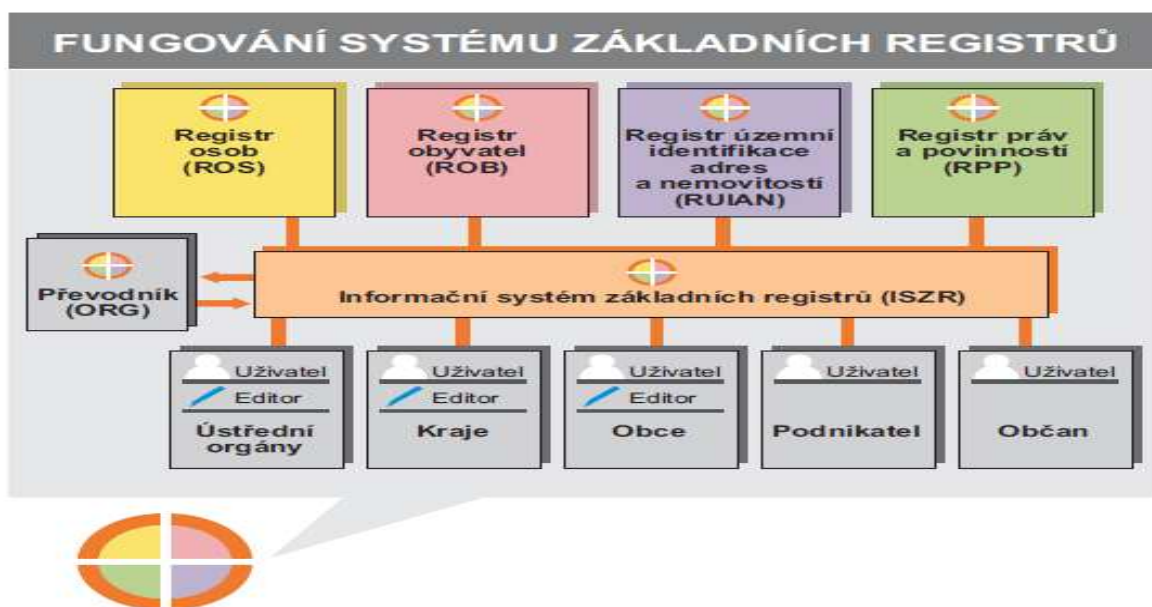 FUNGOVÁNÍ SYSTÉMU ZÁKLADNÍCH REGISTRŮ
Registr
osob
(ROS)
Registr
obyvatel
(ROB)
Registr územní
identifikace
adres
a nemovitostí
(RUIAN)
Registr práv
a povinností
(RPP)
Převodník
(ORG)
Informační systém základních registrů (ISZR)
Uživatel
Editor
Ústřední
orgány
Uživatel
Editor
Kraje
Uživatel
Editor
Obce
Uživatel
Podnikatel
Uživatel
Občan